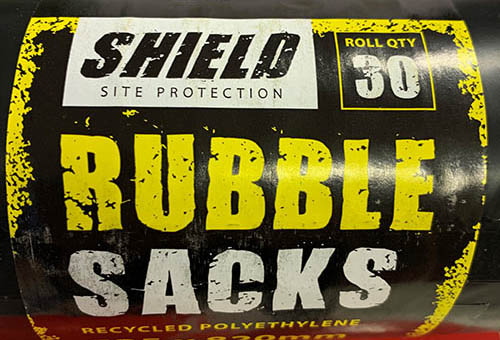 SHIELD
SITE PROTECTION
ROLL QTY
30
RUBBLE
SACKS
RECYCLED POLYETHYLENE